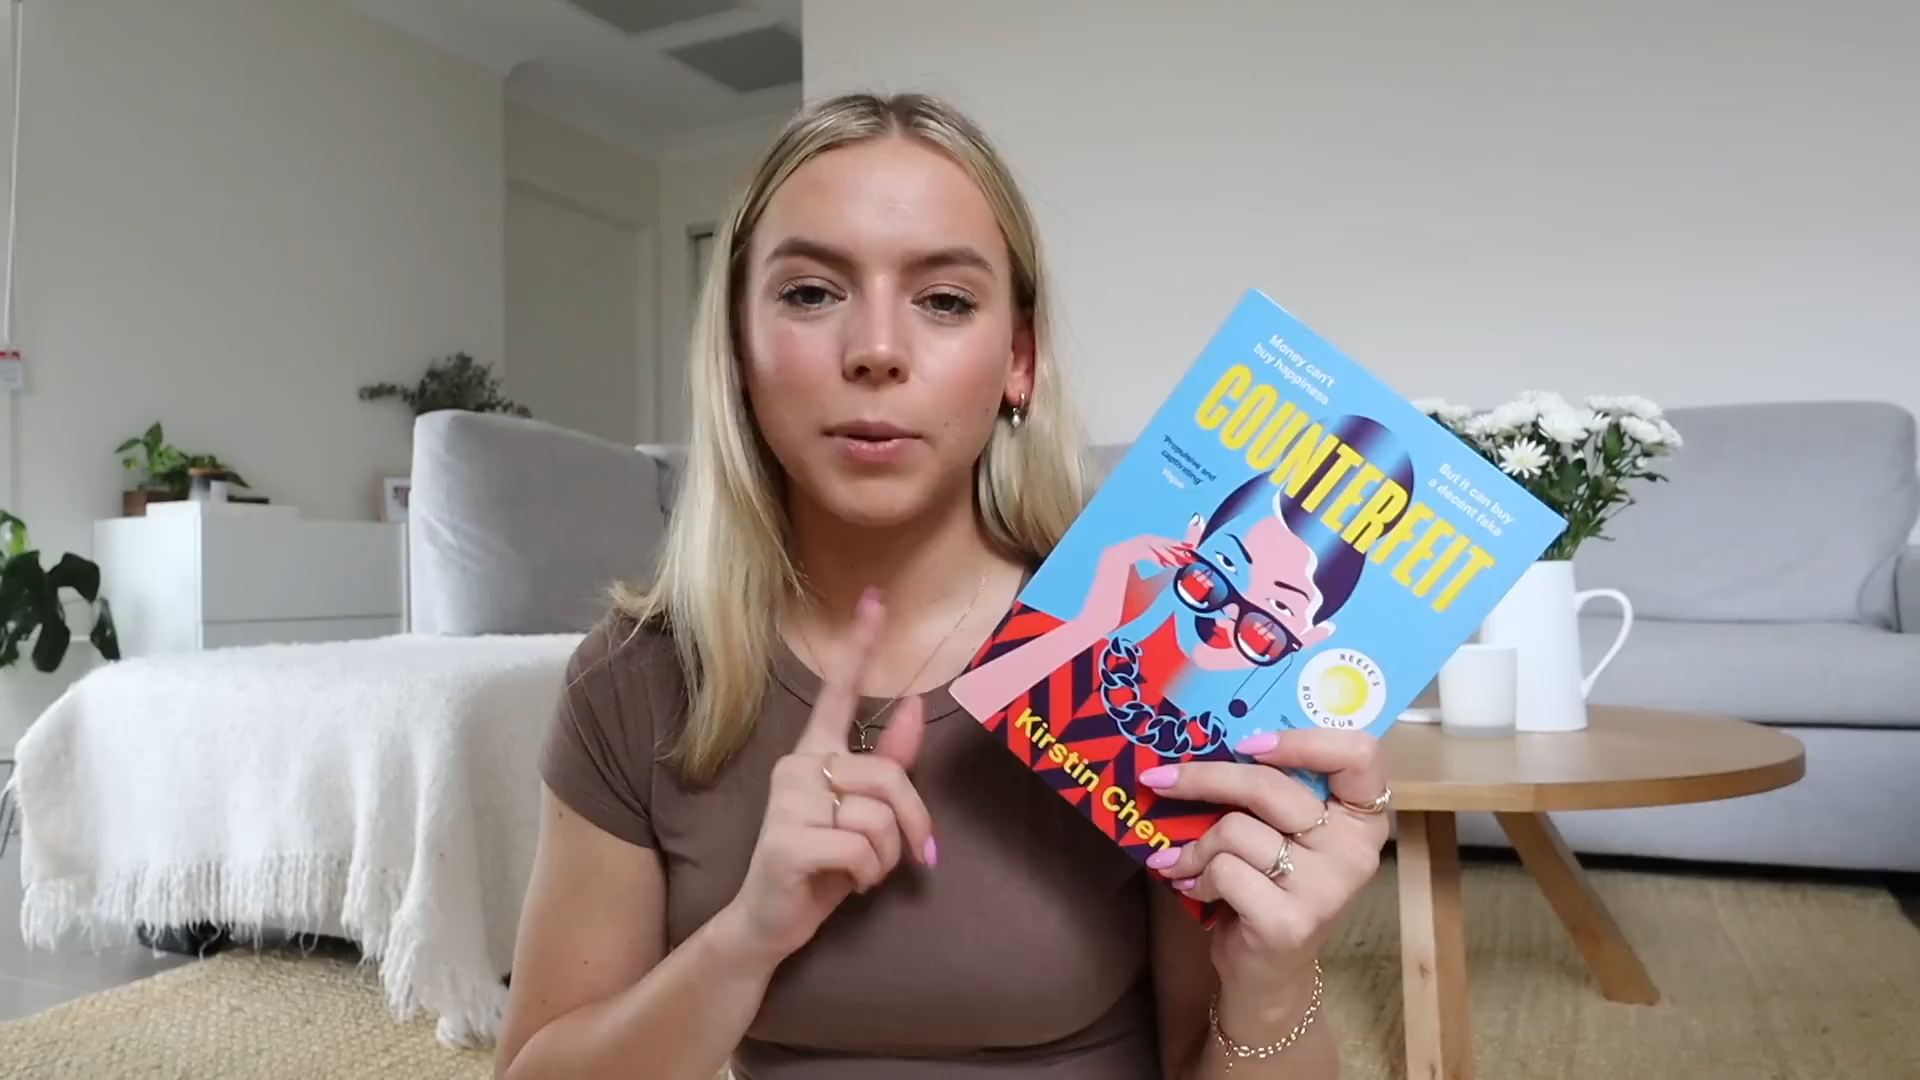 Money can't
buy happiness
COUNTERFEIT
'Propulsive and
captivating'
Vogue
But it can buy
a decent fake
REESE'S
BOOK CLUB
Kirstin Chen